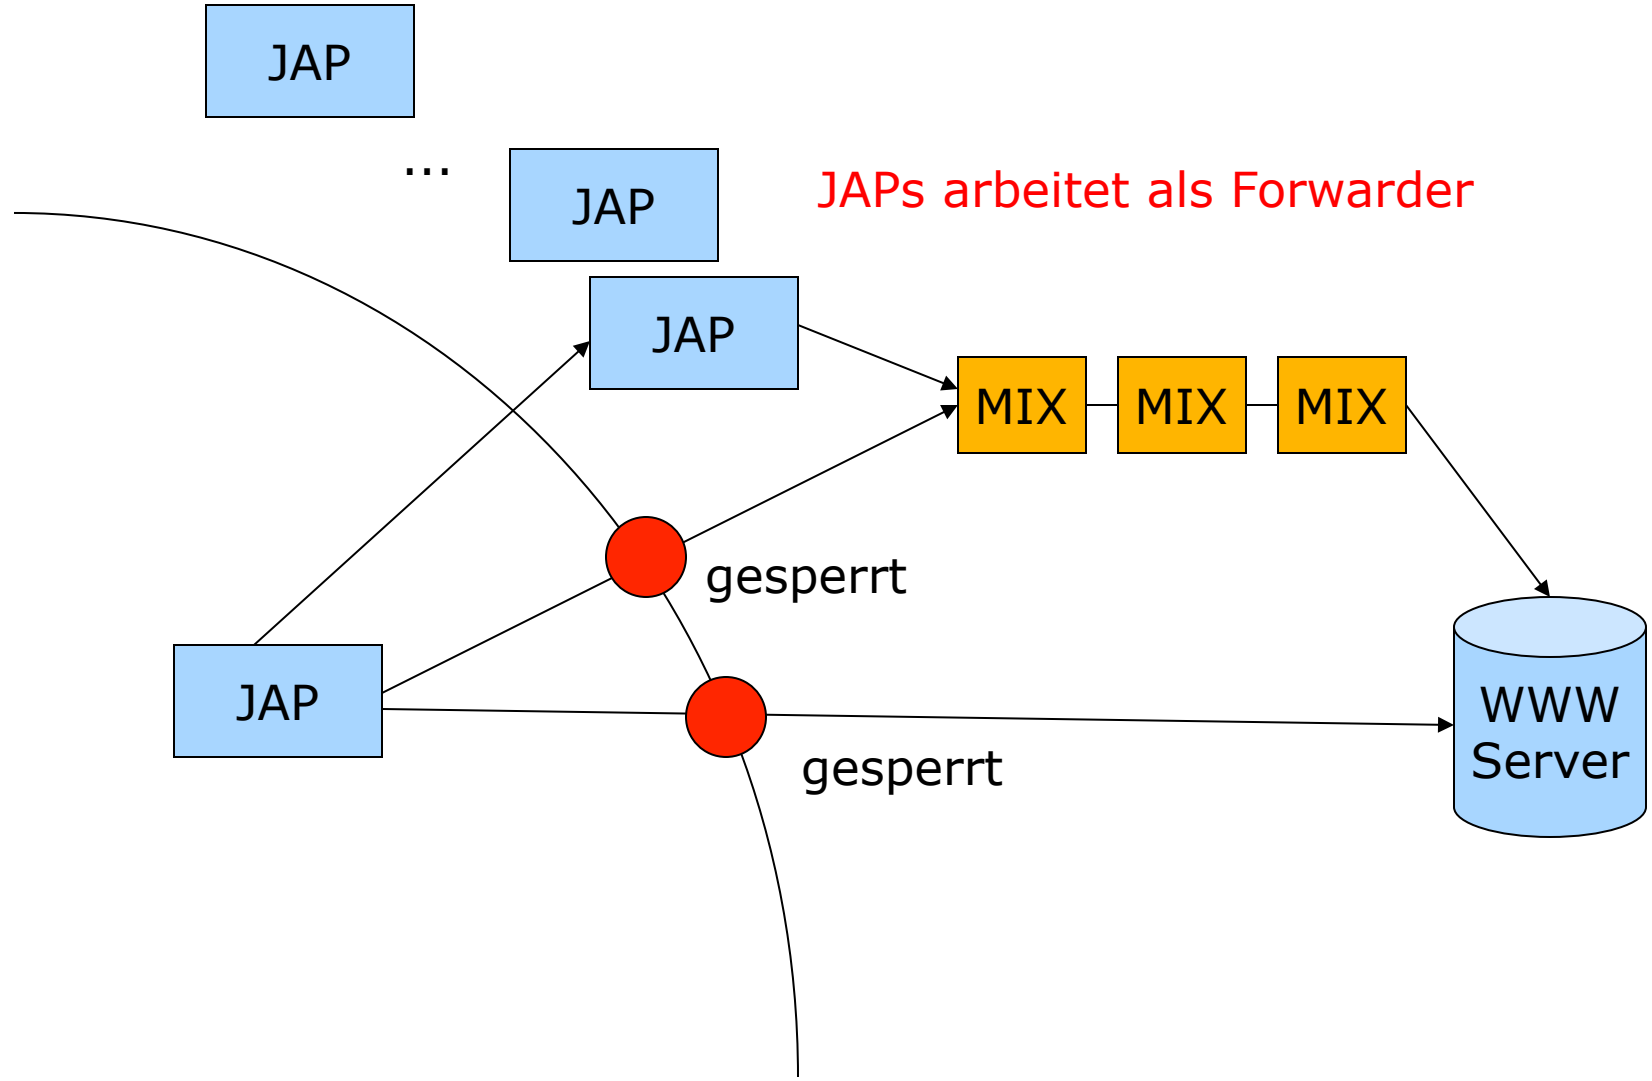 JAP
...
JAP
JAPs arbeitet als Forwarder
JAP
MIX
MIX
MIX
gesperrt
JAP
WWW
Server
gesperrt